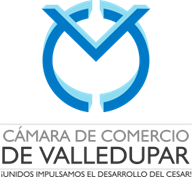 CÁMARA DE COMERCIO
DE VALLEDUPAR
¡UNIDOS IMPULSAMOS EL DESARROLLO DEL CESAR!